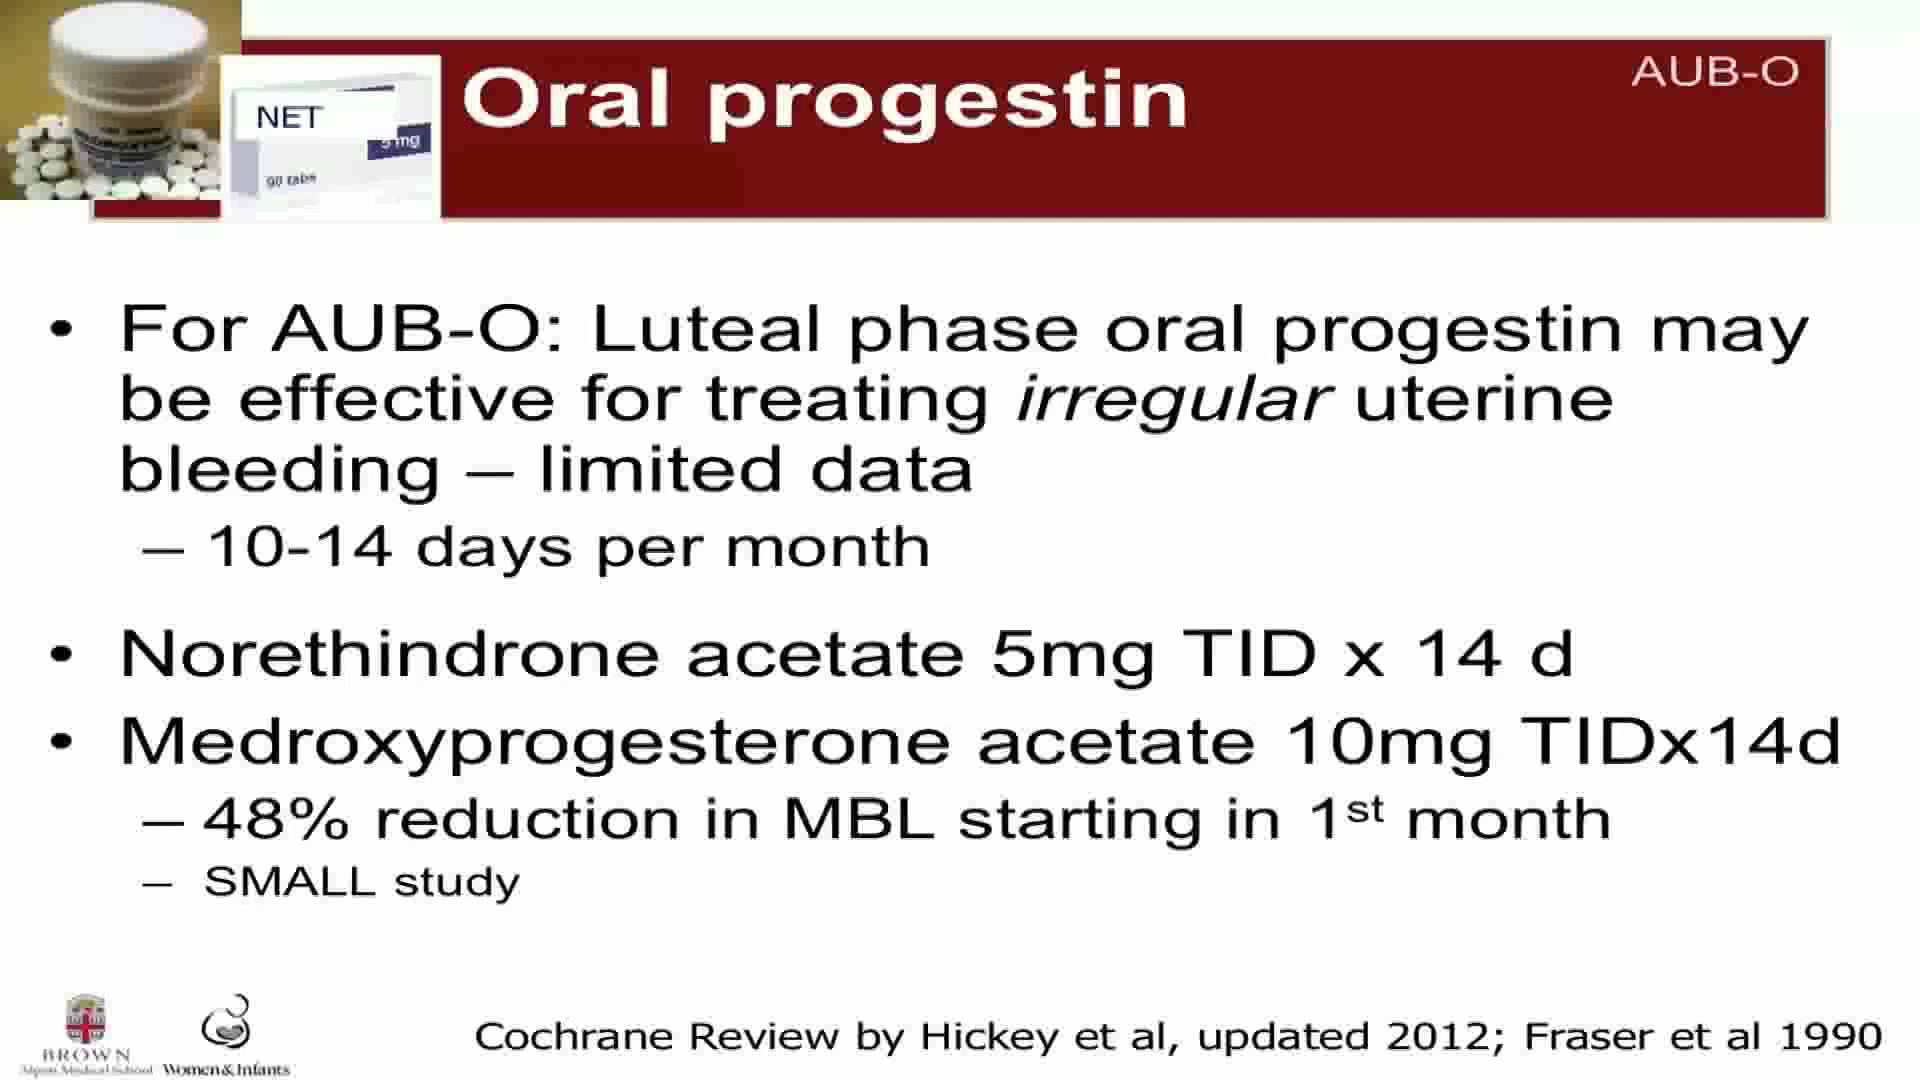 Oral progestin
AUB-O
NET
5 mg
90 tabs
• For AUB-O: Luteal phase oral progestin may
be effective for treating irregular uterine
bleeding – limited data
– 10-14 days per month
• Norethindrone acetate 5mg TID x 14 d
• Medroxyprogesterone acetate 10mg TIDx14d
– 48% reduction in MBL starting in 1st month
– SMALL study
BROWN
Alpert Medical School
Women & Infants
Cochrane Review by Hickey et al, updated 2012; Fraser et al 1990